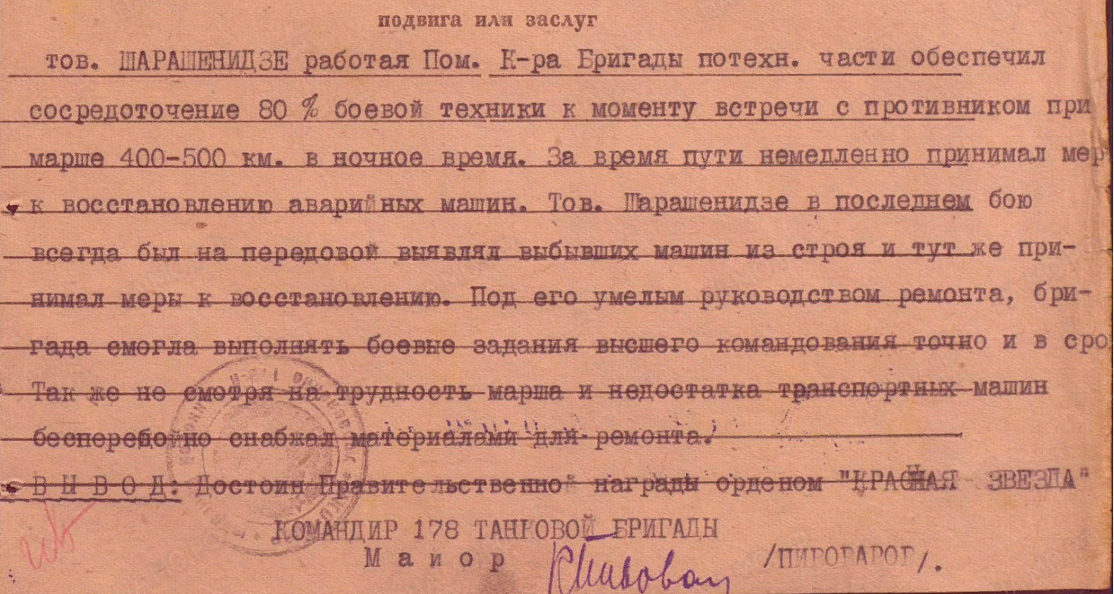 подвига или заслуг
тов. ШАРАШЕНИДЗЕ работая Пом. К-ра Бригады потехн. части обеспечил
сосредоточение 80 % боевой техники к моменту встречи с противником при
марше 400-500 км. в ночное время. За время пути немедленно принимал мер
к восстановлению аварийных машин. Тов. Шарашенидзе в последнем бою
всегда был на передовой выявлял выбывших машин из строя и тут же при-
нимал меры к восстановлению. Под его умелым руководством ремонта, бри-
гада смогла выполнять боевые задания высшего командования точно и в сро
Так же не смотря на трудность марша и недостатка транспортных машин
бесперебойно снабжал материалами для ремонта.
В Ы В О Д: Достоин Правительственной награды орденом "КРАСНАЯ ЗВЕЗДА"
КОМАНДИР 178 ТАНКОВОЙ БРИГАДЫ
Маиор /ПИВОВАРОВ/.